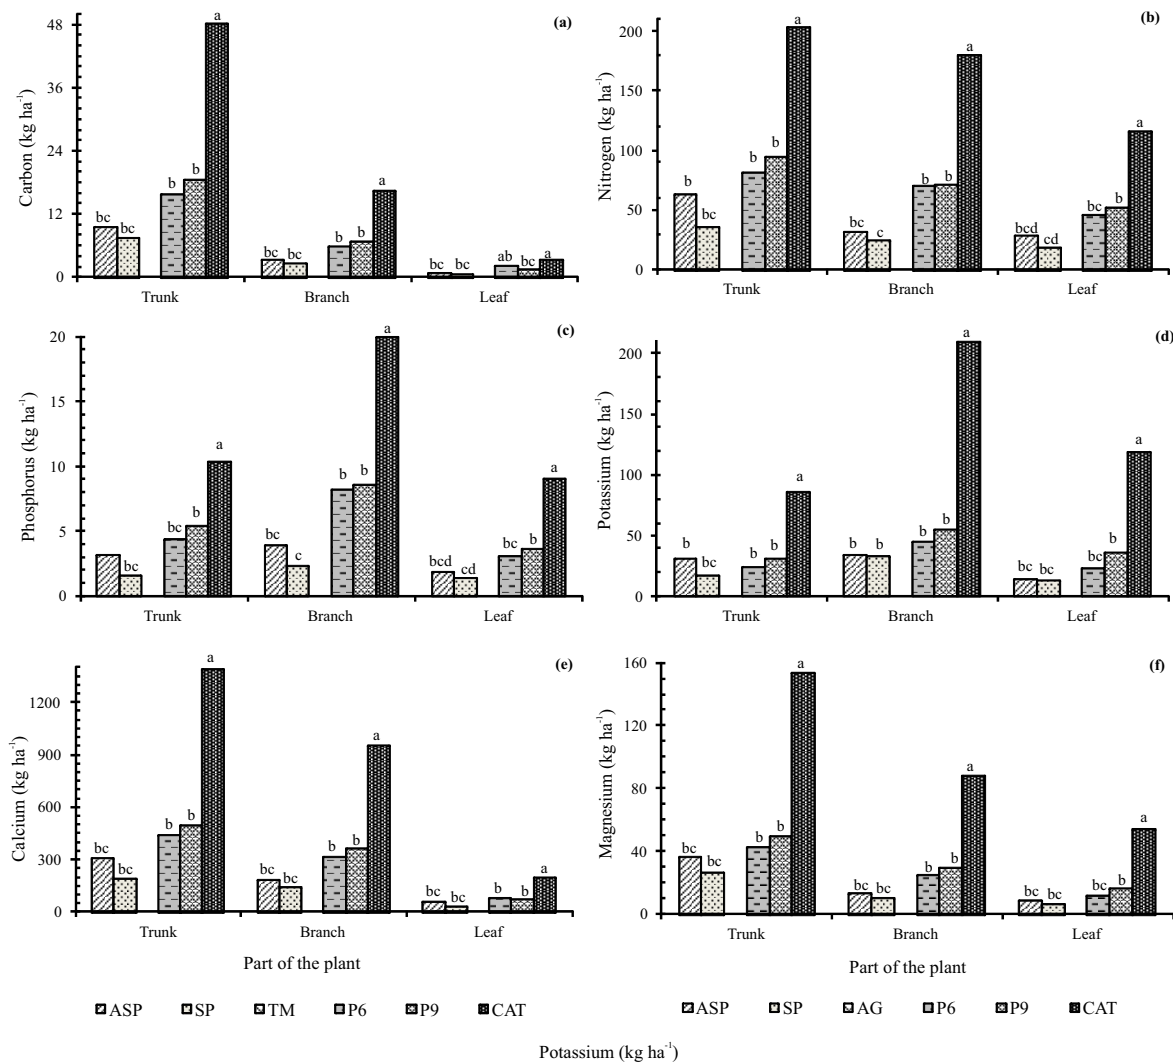 (a)
Carbon (kg ha⁻¹)
48
36
24
12
0
bc bc b b a
bc bc b b a
bc bc ab bc a
Trunk Branch Leaf
(b)
Nitrogen (kg ha⁻¹)
200
150
100
50
0
b bc b b a
b c b b a
bcd cd bc bc a
Trunk Branch Leaf
(c)
Phosphorus (kg ha⁻¹)
20
15
10
5
0
bc bc b a
bc c b b a
bcd cd bc b a
Trunk Branch Leaf
(d)
Potassium (kg ha⁻¹)
200
150
100
50
0
b bc b b a
b b b b a
bc bc bc b a
Trunk Branch Leaf
(e)
Calcium (kg ha⁻¹)
1200
900
600
300
0
bc bc b b a
bc bc b b a
bc bc b b a
Trunk Branch Leaf
Part of the plant
ASP SP TM P6 P9 CAT
(f)
Magnesium (kg ha⁻¹)
160
120
80
40
0
bc bc b b a
bc bc b b a
bc bc bc b a
Trunk Branch Leaf
Part of the plant
ASP SP AG P6 P9 CAT
Potassium (kg ha⁻¹)